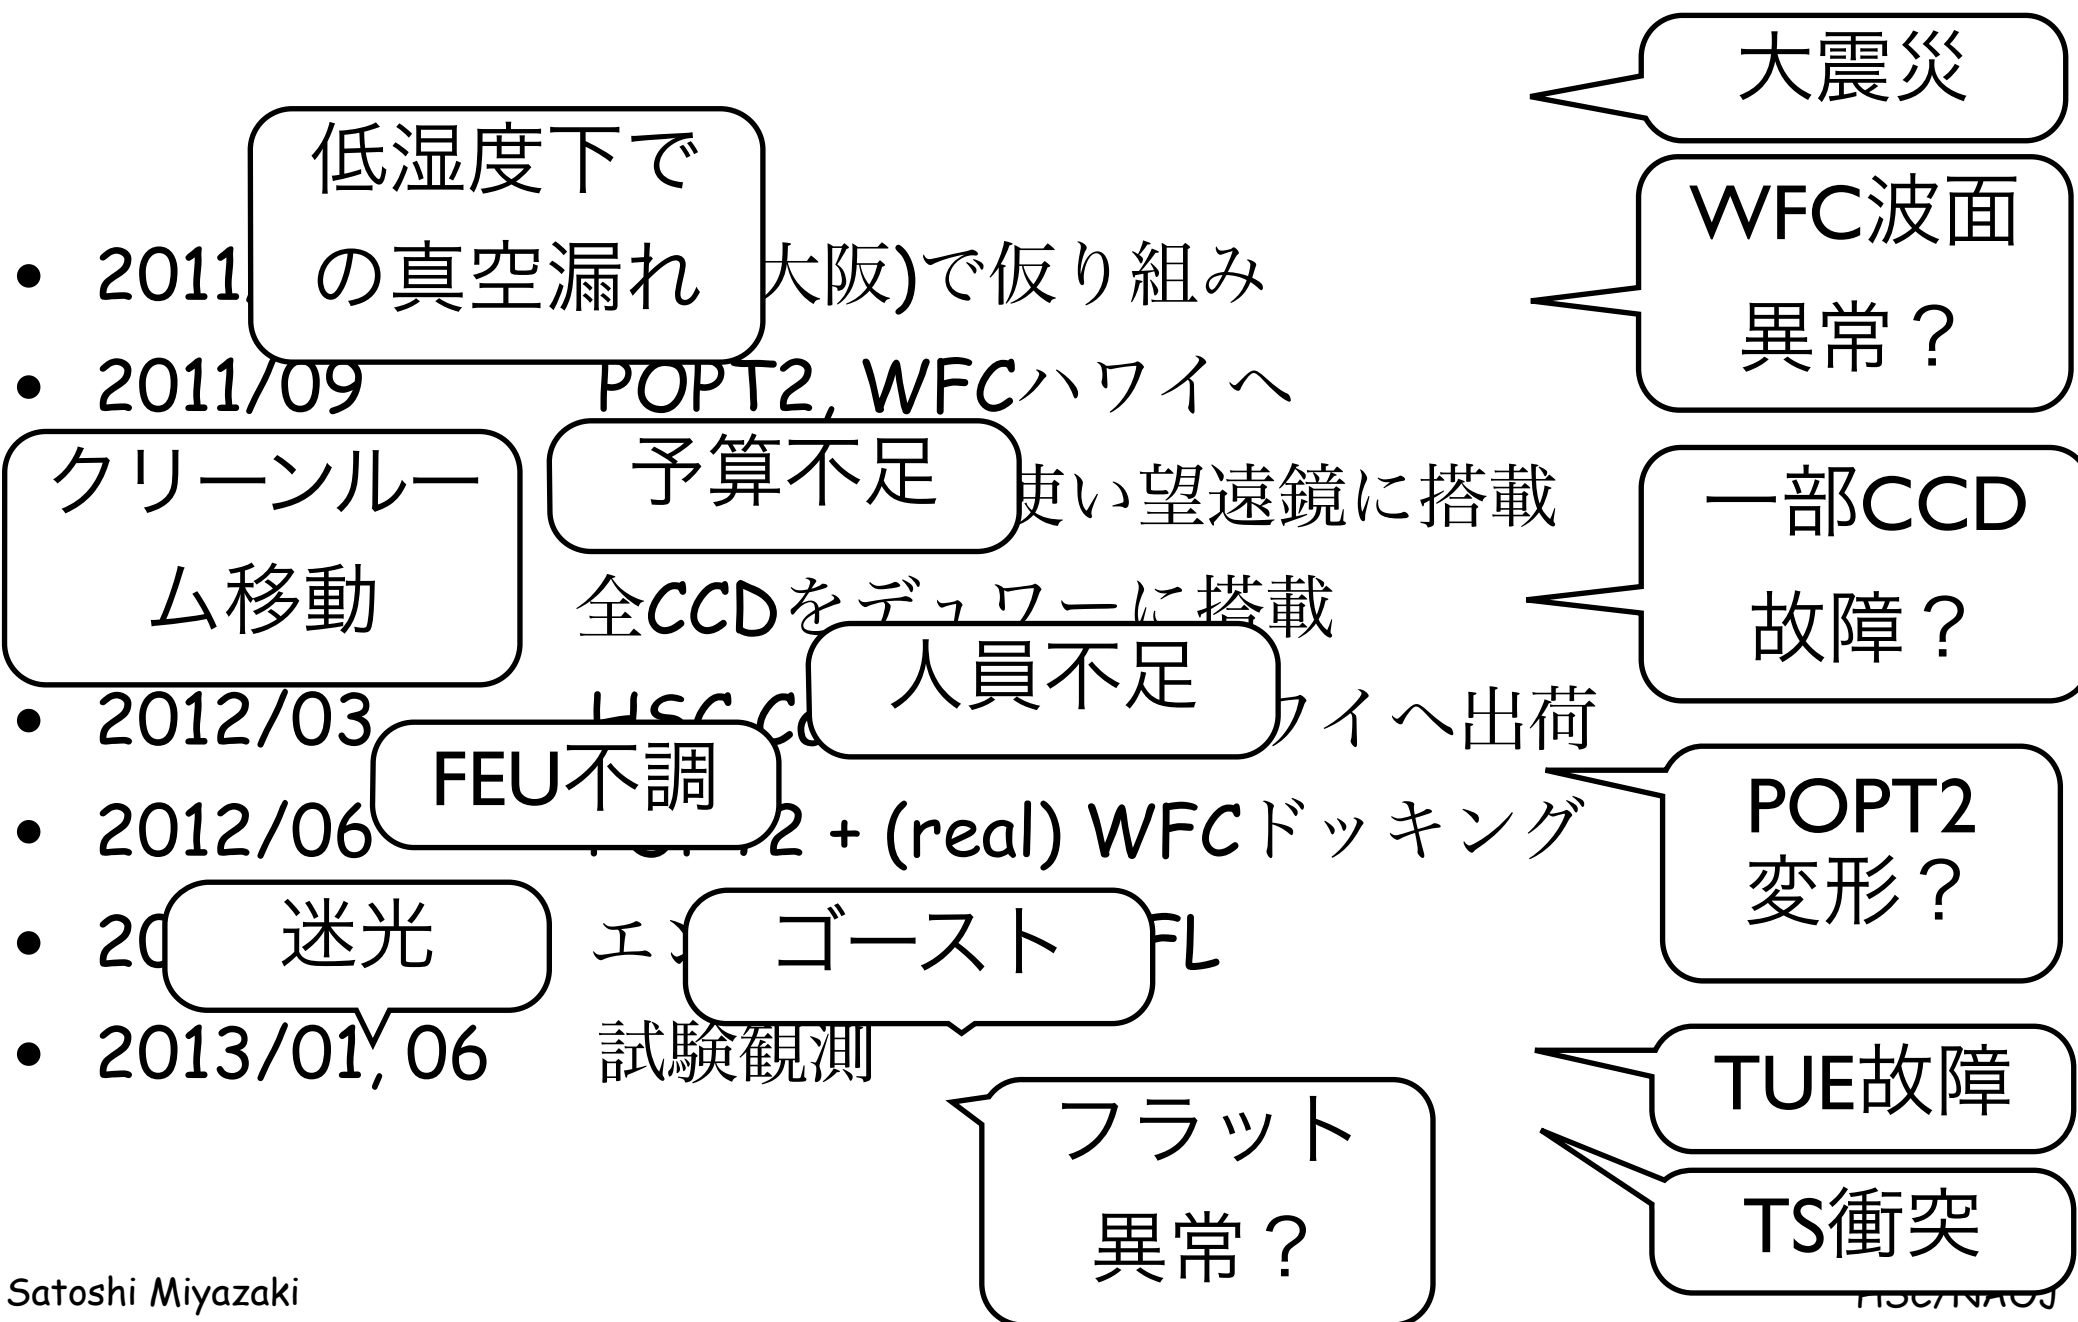 大震災
低湿度下で
の真空漏れ
WFC波面
異常？
• 2011 大阪)で仮り組み
• 2011/09 POPT2, WFCハワイへ
クリーンルー
ム移動
予算不足
使い望遠鏡に搭載
一部CCD
故障？
全CCDをデュワーに搭載
人員不足
• 2012/03 HSC イへ出荷
FEU不調
• 2012/06 + (real) WFCドッキング
POPT2
変形？
迷光
ゴースト
• 20 FL
• 2013/01, 06 試験観測
TUE故障
フラット
異常？
TS衝突
Satoshi Miyazaki HSC/NAOJ